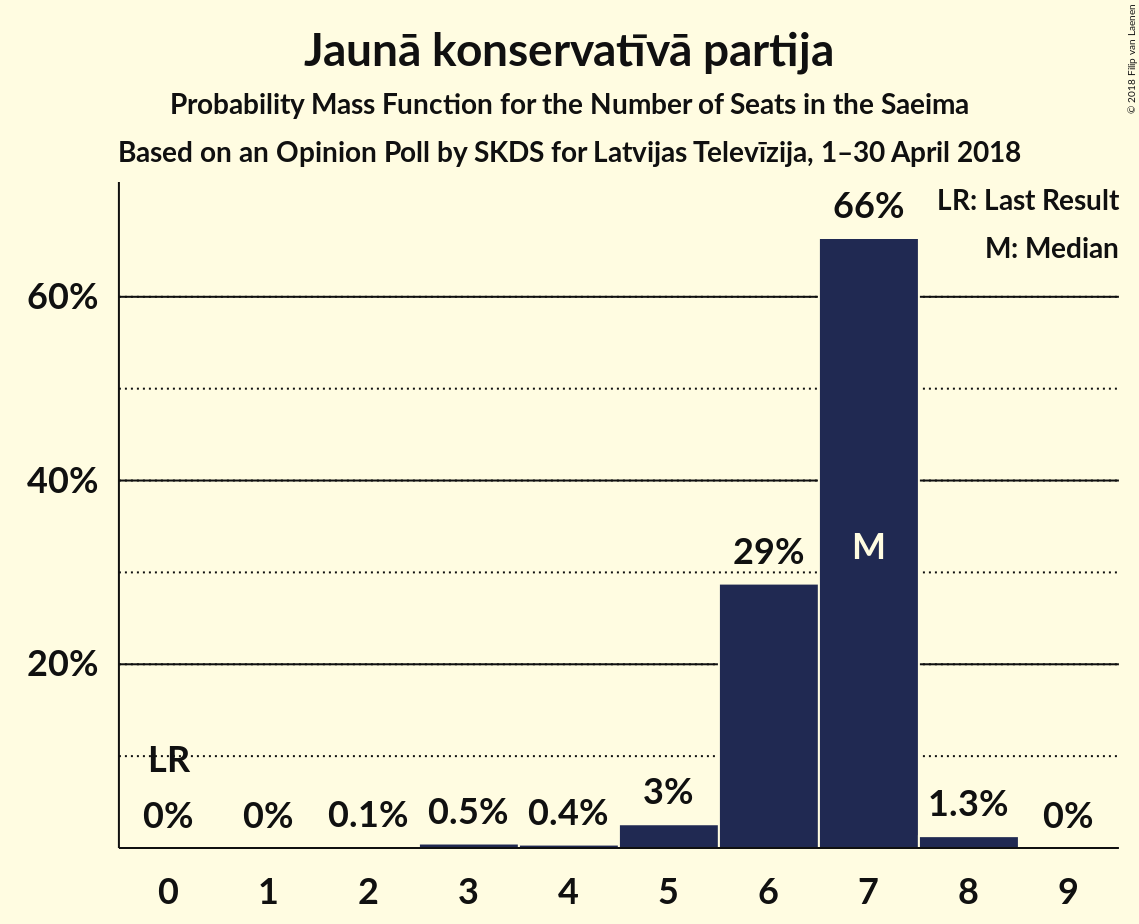 Jaunā konservatīvā partija
Probability Mass Function for the Number of Seats in the Saeima
Based on an Opinion Poll by SKDS for Latvijas Televīzija, 1–30 April 2018
© 2018 Filip van Laenen
LR: Last Result
M: Median
60%
40%
20%
LR
0%
0%
0.1%
0.5%
0.4%
3%
29%
66%
M
1.3%
0%
0 1 2 3 4 5 6 7 8 9